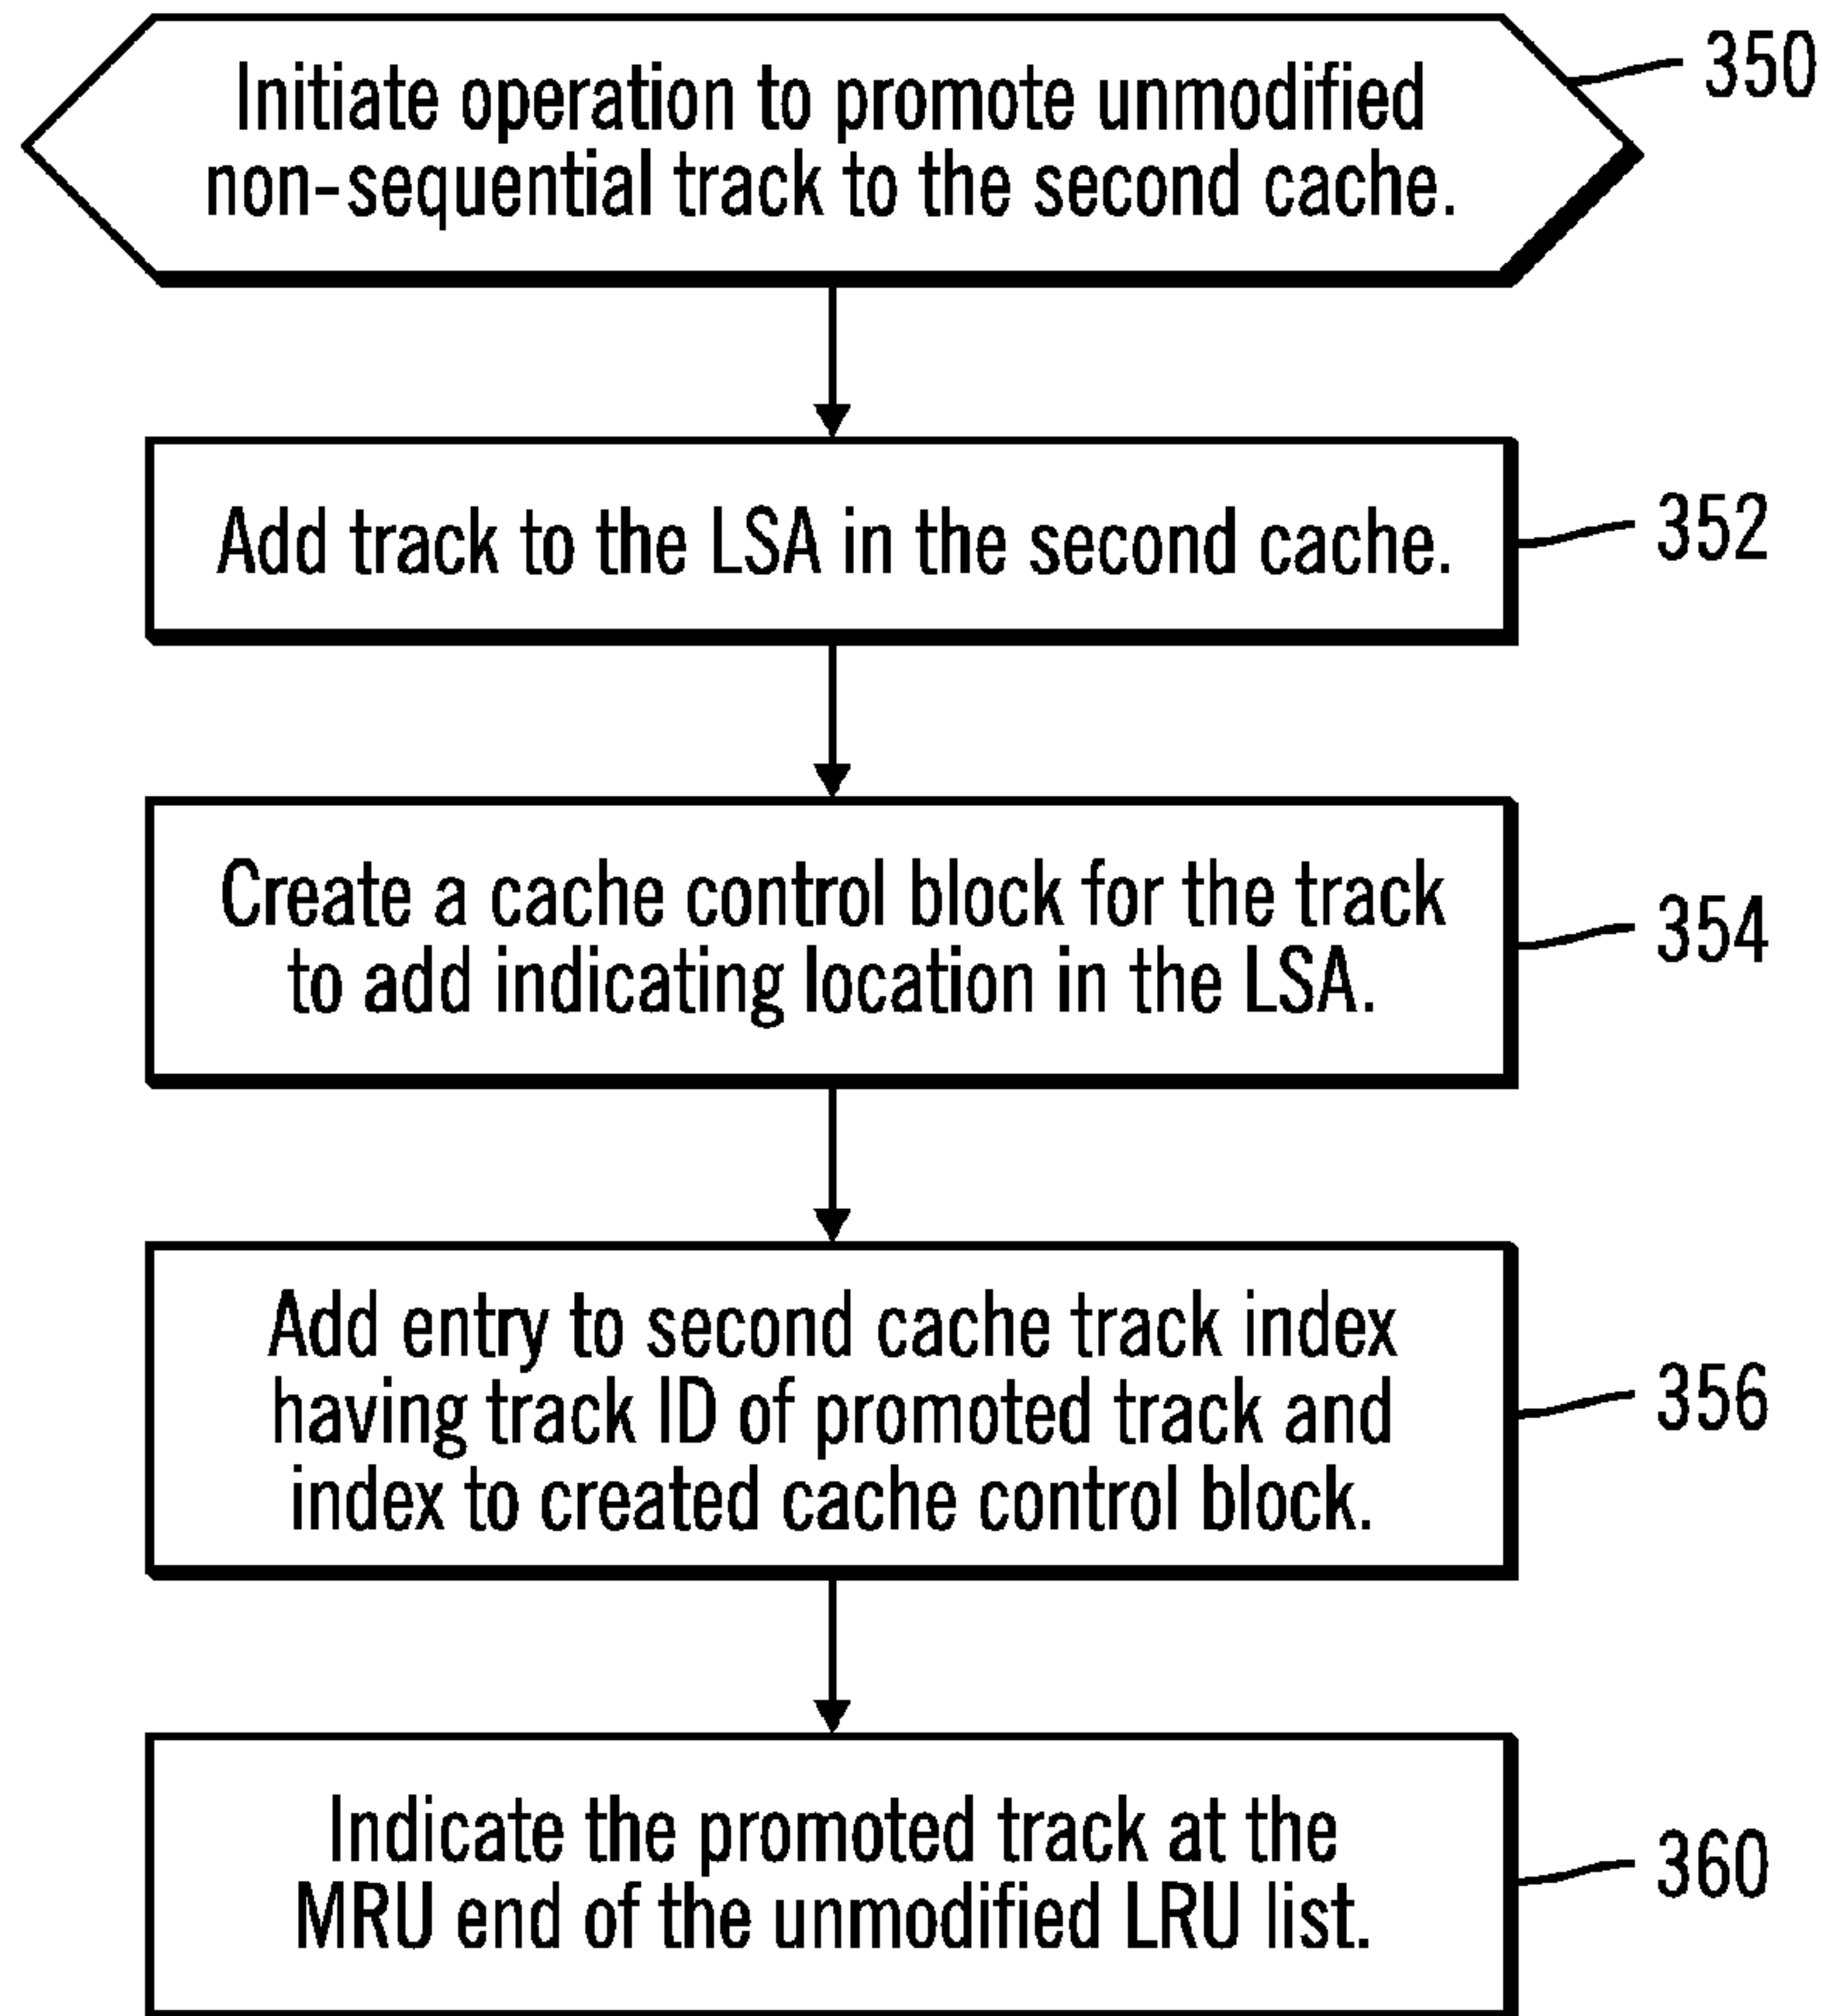 Initiate operation to promote unmodified
non-sequential track to the second cache.
350
Add track to the LSA in the second cache.
352
Create a cache control block for the track
to add indicating location in the LSA.
354
Add entry to second cache track index
having track ID of promoted track and
index to created cache control block.
356
Indicate the promoted track at the
MRU end of the unmodified LRU list.
360